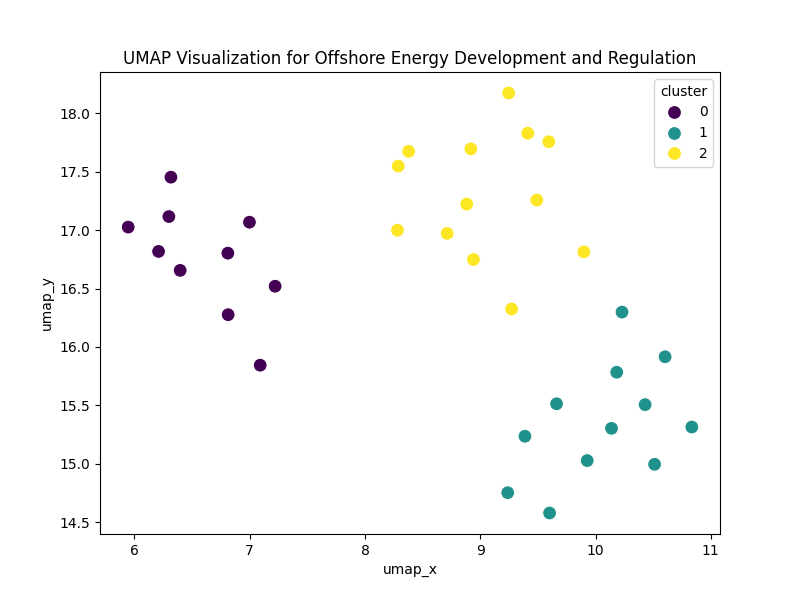 UMAP Visualization for Offshore Energy Development and Regulation
cluster
0
1
2
18.0
17.5
17.0
16.5
16.0
15.5
15.0
14.5
umap_y
6 7 8 9 10 11
umap_x